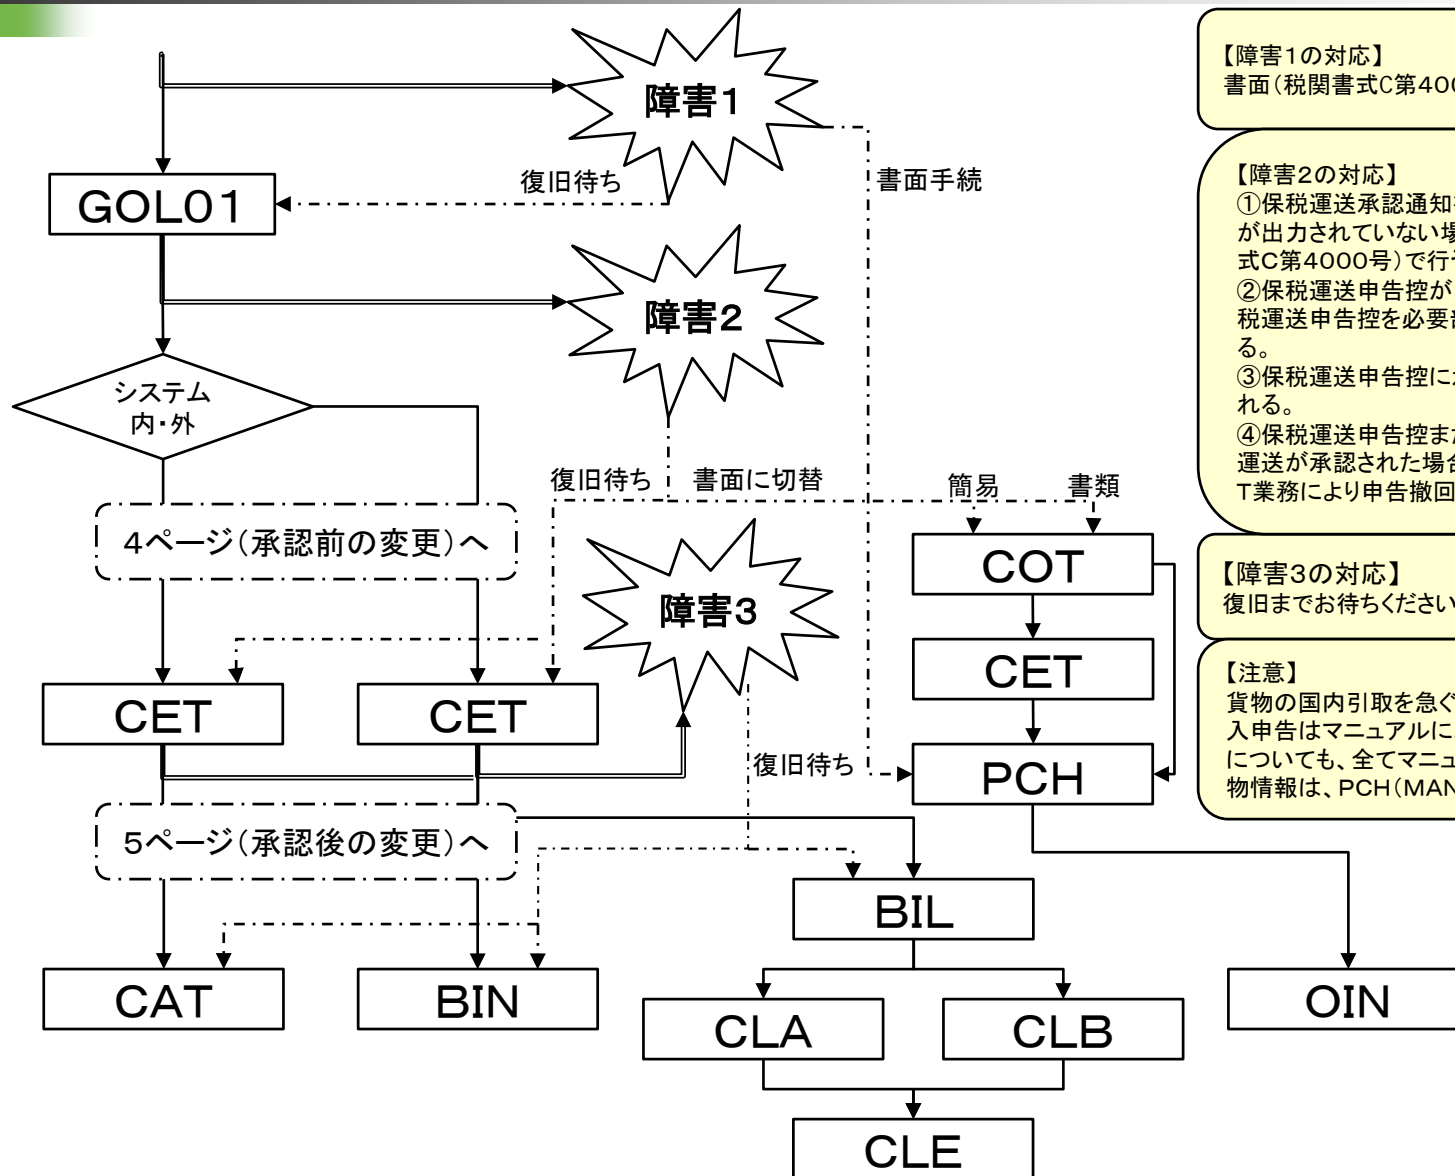 障害1
復旧待ち
書面手続
GOL01
障害2
システム
内・外
復旧待ち
書面に切替
簡易
書類
4ページ(承認前の変更)へ
障害3
COT
CET
CET
CET
復旧待ち
PCH
5ページ(承認後の変更)へ
BIL
CAT
BIN
CLA
CLB
OIN
CLE
【障害1の対応】
書面(税関書式C第400
【障害2の対応】
①保税運送承認通知
が出力されていない場
式C第4000号)で行
②保税運送申告控が
税運送申告控を必要
る。
③保税運送申告控に
れる。
④保税運送申告控ま
運送が承認された場合
T業務により申告撤回
【障害3の対応】
復旧までお待ちください
【注意】
貨物の国内引取を急ぐ
入申告はマニュアルに
についても、全てマニュ
物情報は、PCH(MAN